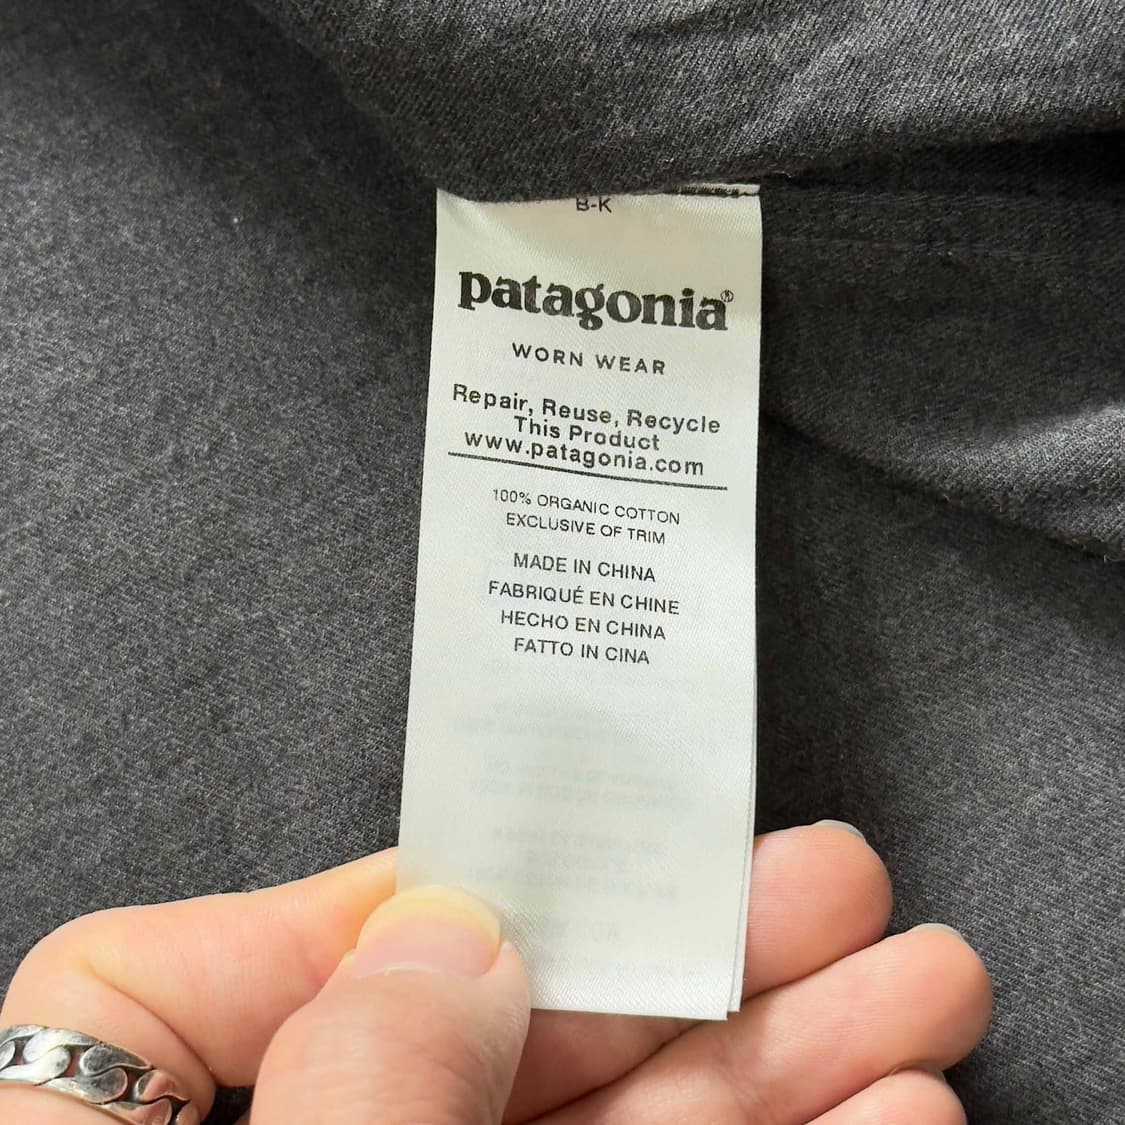 B-K
patagonia®
WORN WEAR
Repair, Reuse, Recycle
This Product
www.patagonia.com
100% ORGANIC COTTON
EXCLUSIVE OF TRIM
MADE IN CHINA
FABRIQUÉ EN CHINE
HECHO EN CHINA
FATTO IN CINA